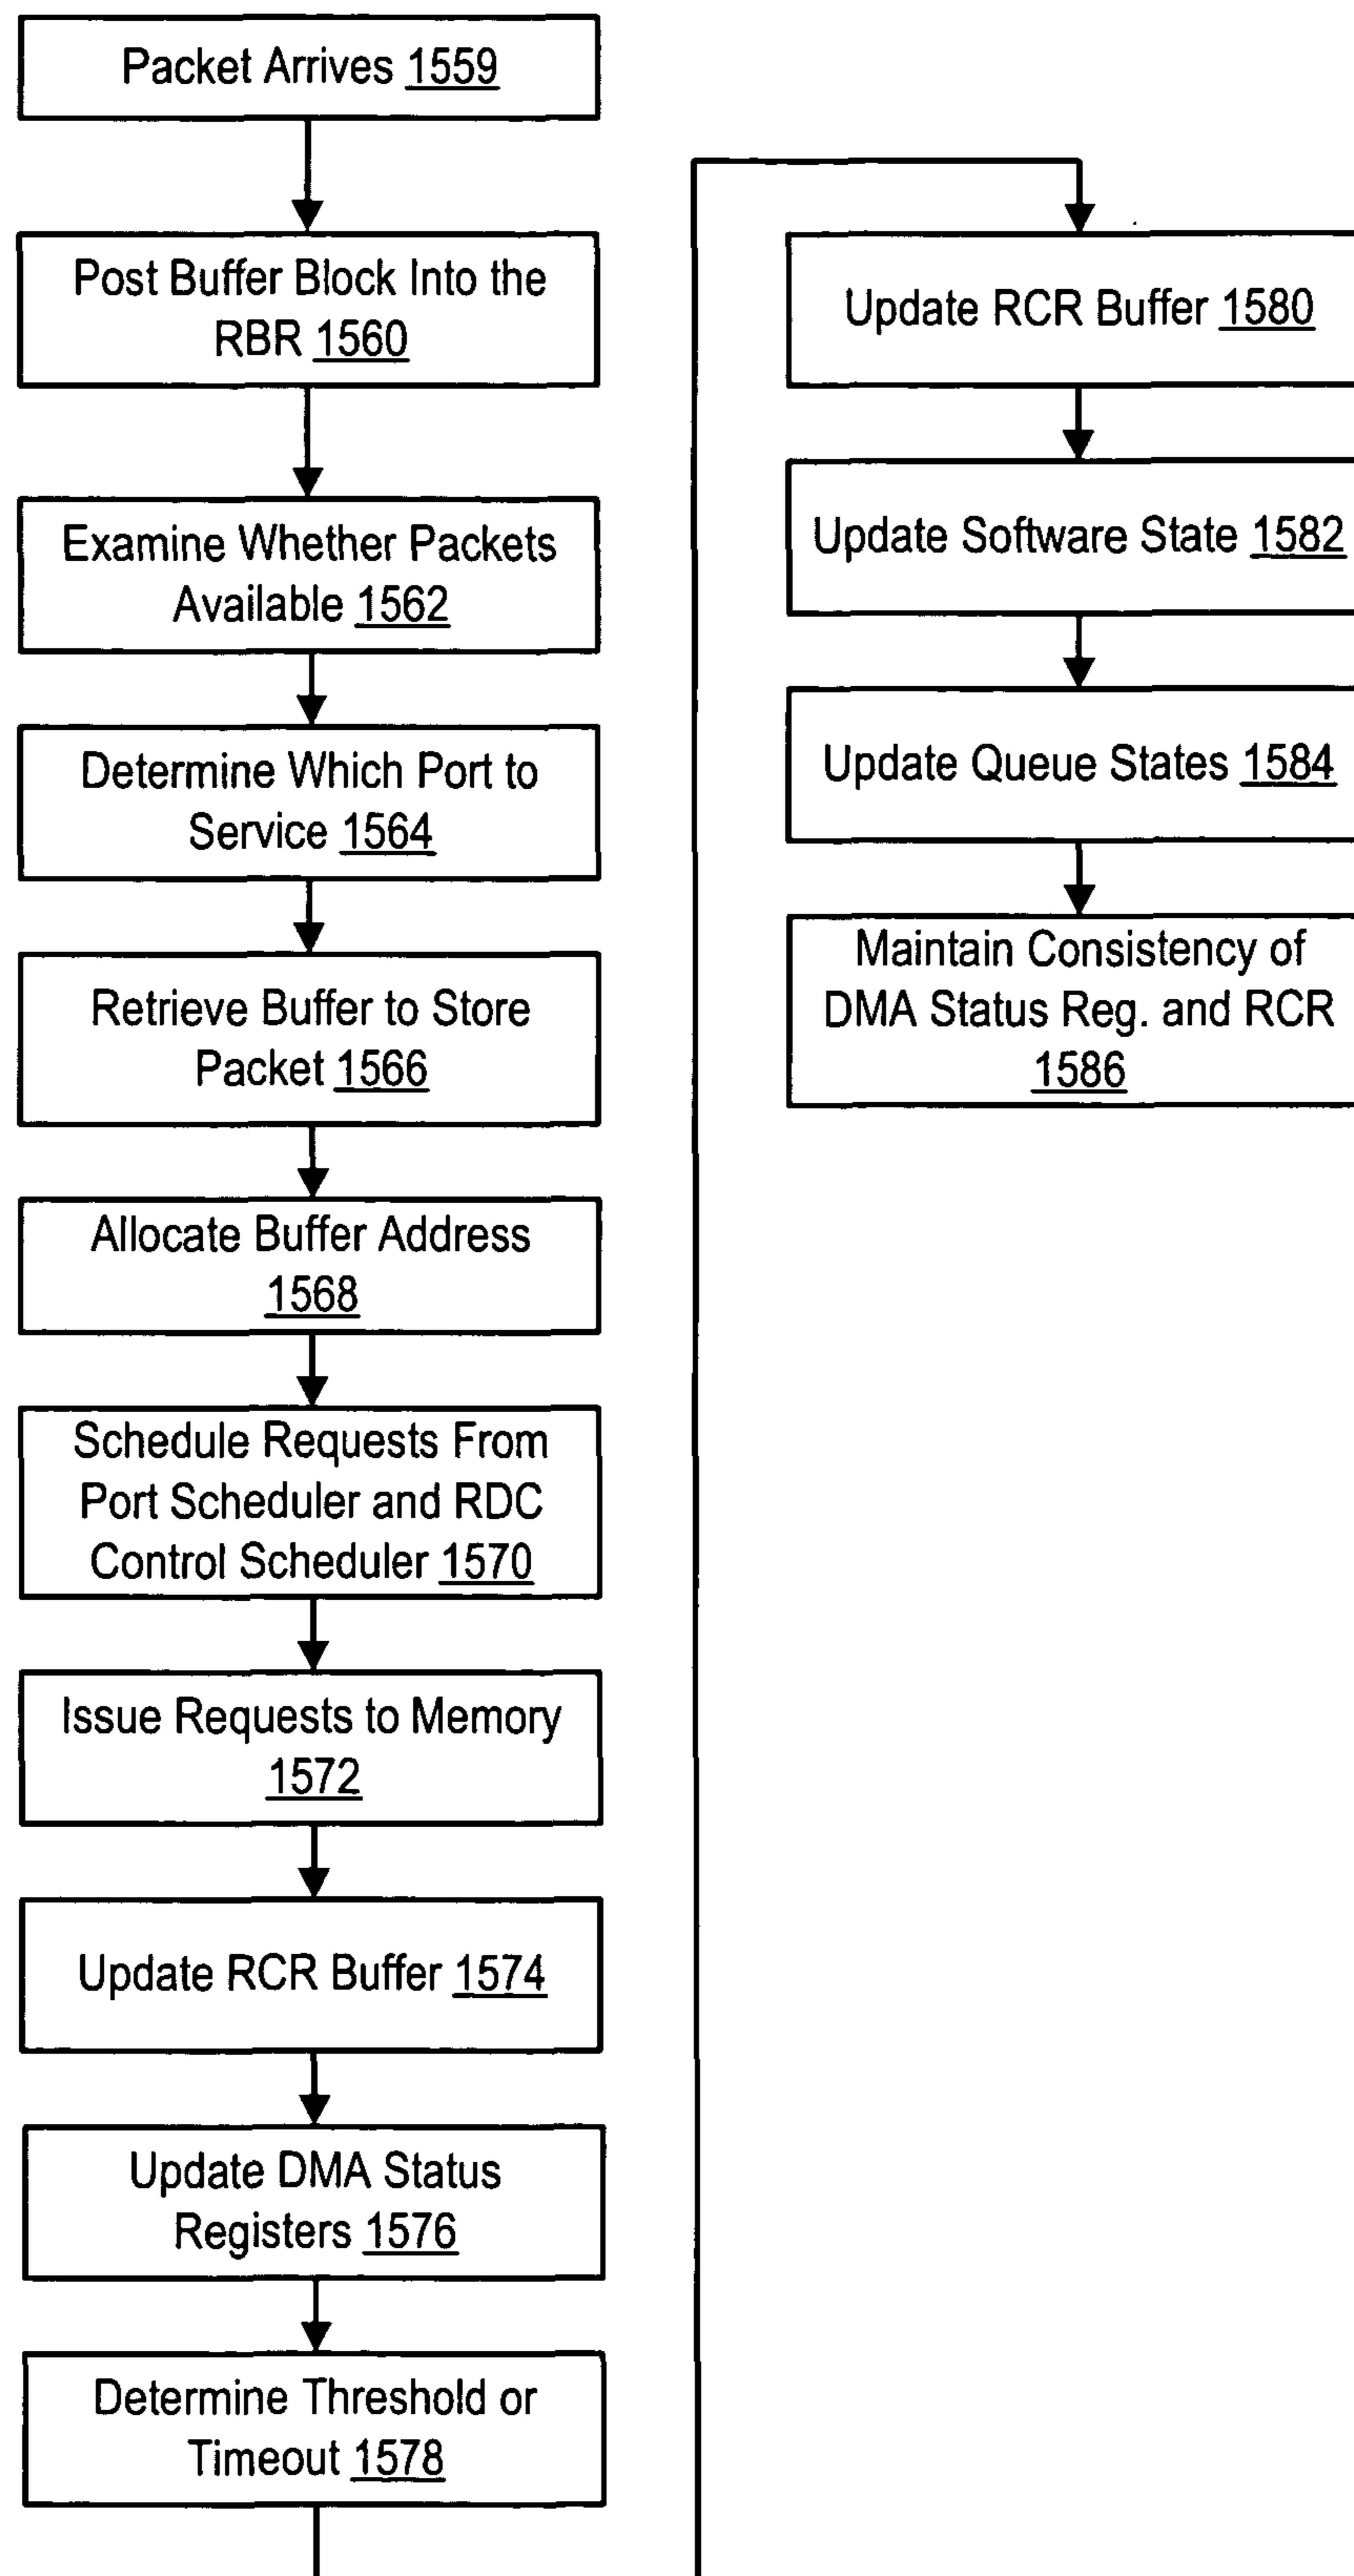 Packet Arrives 1559
Post Buffer Block Into the
RBR 1560
Examine Whether Packets
Available 1562
Determine Which Port to
Service 1564
Retrieve Buffer to Store
Packet 1566
Allocate Buffer Address
1568
Schedule Requests From
Port Scheduler and RDC
Control Scheduler 1570
Issue Requests to Memory
1572
Update RCR Buffer 1574
Update DMA Status
Registers 1576
Determine Threshold or
Timeout 1578
Update RCR Buffer 1580
Update Software State 1582
Update Queue States 1584
Maintain Consistency of
DMA Status Reg. and RCR
1586